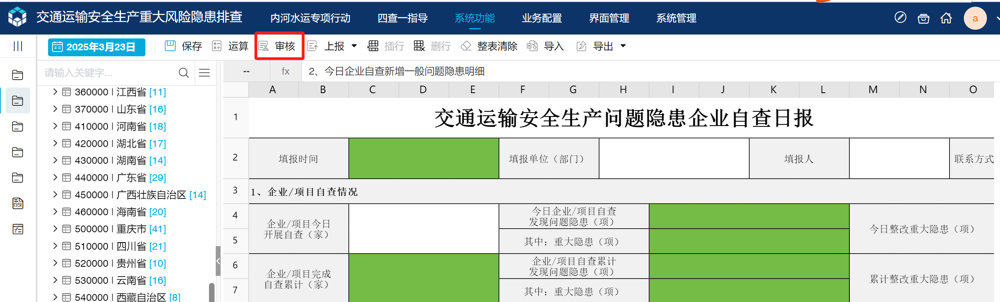 交通运输安全生产重大风险隐患排查 内河水运专项行动 四查一指导 系统功能 业务配置 界面管理 系统管理 a
2025年3月23日 保存 运算 审核 上报 插行 删行 整表清除 导入 导出
请输入关键字...
-- fx 2、今日企业自查新增一般问题隐患明细
360000 | 江西省 [11]
370000 | 山东省 [16]
410000 | 河南省 [18]
420000 | 湖北省 [17]
430000 | 湖南省 [14]
440000 | 广东省 [29]
450000 | 广西壮族自治区 [14]
460000 | 海南省 [20]
500000 | 重庆市 [41]
510000 | 四川省 [21]
520000 | 贵州省 [10]
530000 | 云南省 [16]
540000 | 西藏自治区 [8]
GSI
A B C D E F G H I J K L M N O
1 交通运输安全生产问题隐患企业自查日报
2 填报时间 填报单位（部门） 填报人 联系方式
3 1、企业/项目自查情况
4 今日企业/项目自查
发现问题隐患（项）
企业/项目今日
开展自查（家）
今日整改重大隐患（项）
5 其中：重大隐患（项）
6 企业/项目自查累计
发现问题隐患（项）
企业/项目完成
自查累计（家）
累计整改重大隐患（项）
7 其中：重大隐患（项）